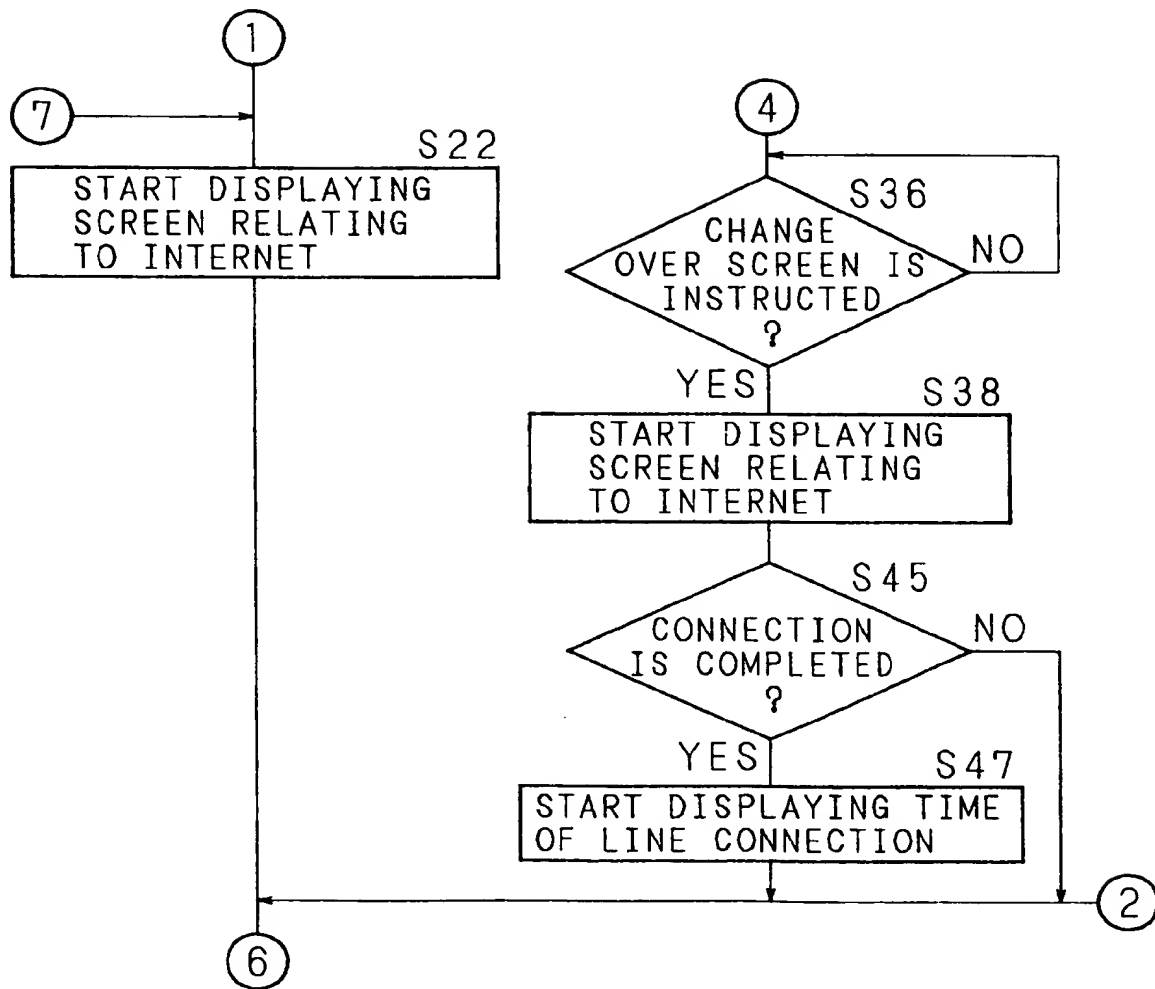 1
7
S22
START DISPLAYING
SCREEN RELATING
TO INTERNET
4
S36
CHANGE
OVER SCREEN IS
INSTRUCTED
?
NO
YES
S38
START DISPLAYING
SCREEN RELATING
TO INTERNET
S45
CONNECTION
IS COMPLETED
?
NO
YES
S47
START DISPLAYING TIME
OF LINE CONNECTION
2
6